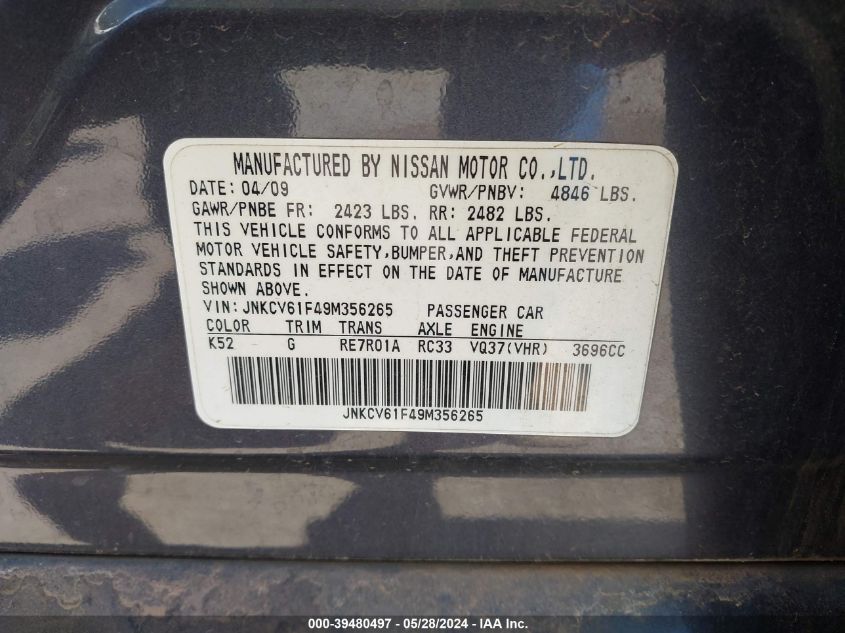 MANUFACTURED BY NISSAN MOTOR CO.,LTD.
DATE: 04/09 GVWR/PNBV: 4846 LBS.
GAWR/PNBE FR: 2423 LBS. RR: 2482 LBS.
THIS VEHICLE CONFORMS TO ALL APPLICABLE FEDERAL
MOTOR VEHICLE SAFETY,BUMPER,AND THEFT PREVENTION
STANDARDS IN EFFECT ON THE DATE OF MANUFACTURE
SHOWN ABOVE.
VIN:JNKCV61F49M356265 PASSENGER CAR
COLOR TRIM TRANS AXLE ENGINE
K52 G RE7R01A RC33 VQ37(VHR) 3696CC
JNKCV61F49M356265
000-39480497 - 05/28/2024 - IAA Inc.